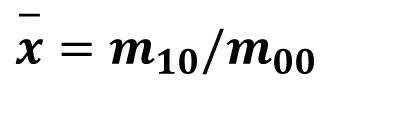 x̄ = m₁₀/m₀₀